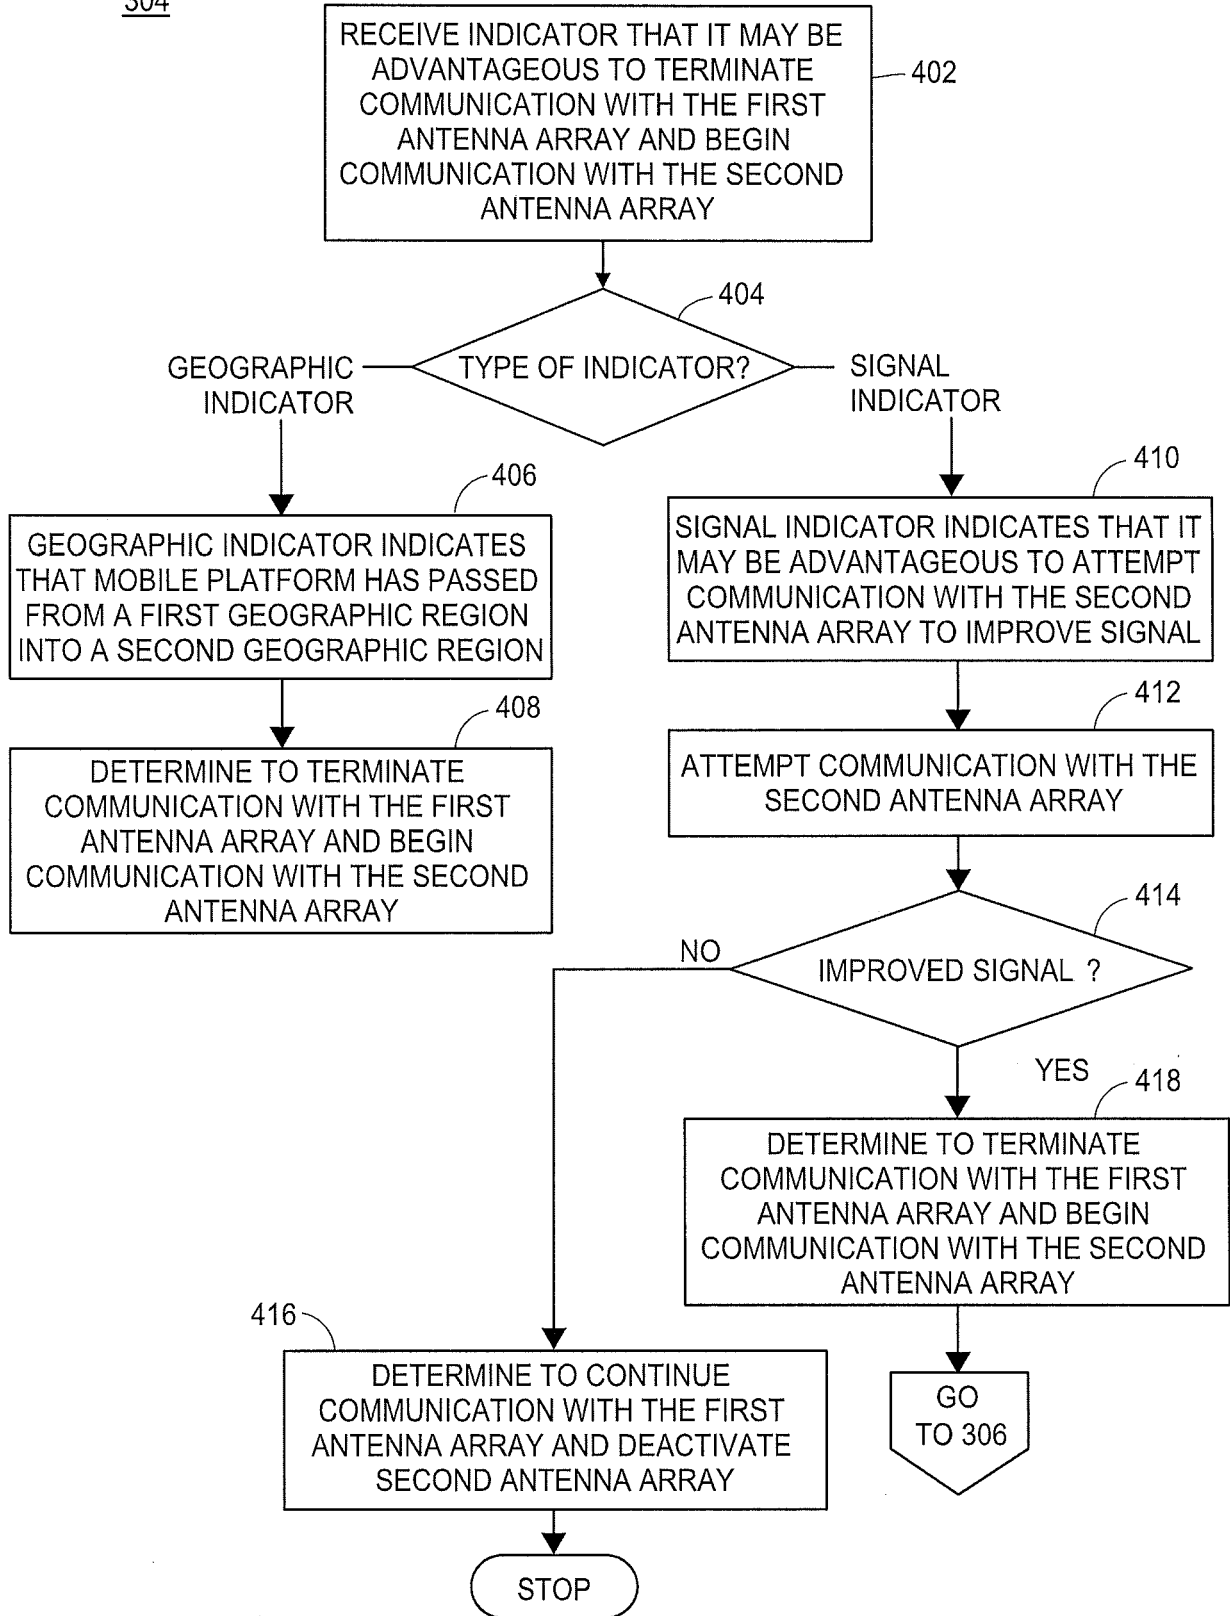 304
RECEIVE INDICATOR THAT IT MAY BE
ADVANTAGEOUS TO TERMINATE
COMMUNICATION WITH THE FIRST
ANTENNA ARRAY AND BEGIN
COMMUNICATION WITH THE SECOND
ANTENNA ARRAY
402
404
TYPE OF INDICATOR?
GEOGRAPHIC
INDICATOR
SIGNAL
INDICATOR
406
GEOGRAPHIC INDICATOR INDICATES
THAT MOBILE PLATFORM HAS PASSED
FROM A FIRST GEOGRAPHIC REGION
INTO A SECOND GEOGRAPHIC REGION
410
SIGNAL INDICATOR INDICATES THAT IT
MAY BE ADVANTAGEOUS TO ATTEMPT
COMMUNICATION WITH THE SECOND
ANTENNA ARRAY TO IMPROVE SIGNAL
408
DETERMINE TO TERMINATE
COMMUNICATION WITH THE FIRST
ANTENNA ARRAY AND BEGIN
COMMUNICATION WITH THE SECOND
ANTENNA ARRAY
412
ATTEMPT COMMUNICATION WITH THE
SECOND ANTENNA ARRAY
414
IMPROVED SIGNAL ?
NO
YES
418
DETERMINE TO TERMINATE
COMMUNICATION WITH THE FIRST
ANTENNA ARRAY AND BEGIN
COMMUNICATION WITH THE SECOND
ANTENNA ARRAY
416
DETERMINE TO CONTINUE
COMMUNICATION WITH THE FIRST
ANTENNA ARRAY AND DEACTIVATE
SECOND ANTENNA ARRAY
GO
TO 306
STOP